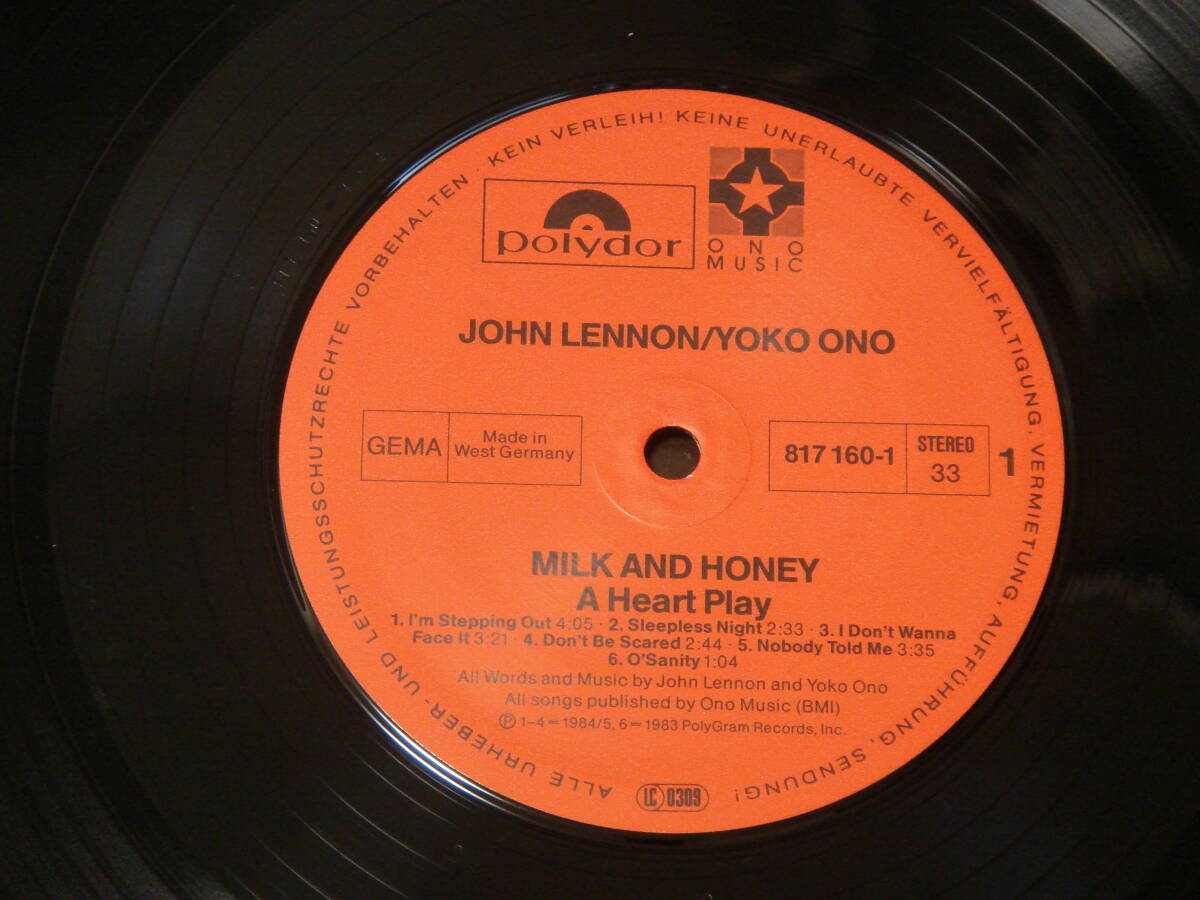 ALLE URHEBER- UND LEISTUNGSSCHUTZRECHTE VORBEHALTEN . KEIN VERLEIH! KEINE UNERLAUBTE VERVIELFÄLTIGUNG, VERMIETUNG, AUFFÜHRUNG, SENDUNG!
polydor
ONO
MUSIC
JOHN LENNON/YOKO ONO
GEMA
Made in
West Germany
817 160-1
STEREO
33
1
MILK AND HONEY
A Heart Play
1. I'm Stepping Out 4:05 · 2. Sleepless Night 2:33 · 3. I Don't Wanna
Face It 3:21 · 4. Don't Be Scared 2:44 · 5. Nobody Told Me 3:35
6. O'Sanity 1:04
All Words and Music by John Lennon and Yoko Ono
All songs published by Ono Music (BMI)
Ⓟ 1–4 = 1984/5, 6 = 1983 PolyGram Records, Inc.
LC 0309